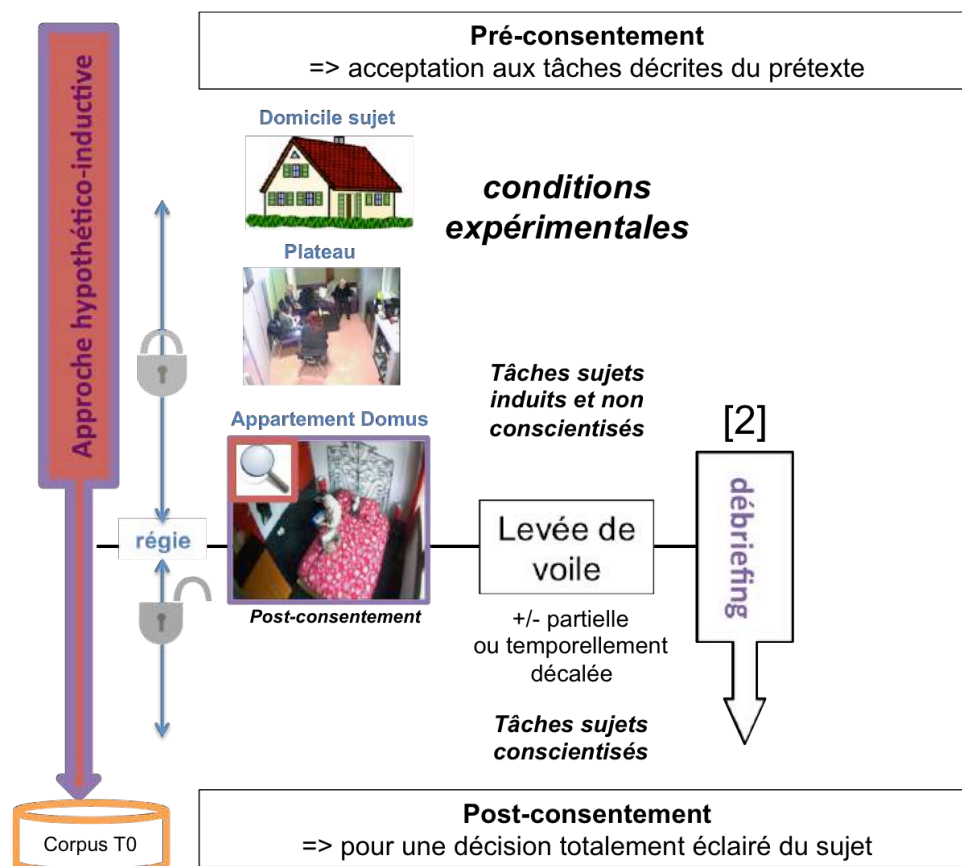 Pré-consentement
=> acceptation aux tâches décrites du prétexte
Approche hypothético-inductive
Domicile sujet
conditions
expérimentales
Plateau
Tâches sujets
induits et non
conscientisés
Appartement Domus
[2]
débriefing
régie
Levée de
voile
Post-consentement
+/- partielle
ou temporellement
décalée
Tâches sujets
conscientisés
Corpus T0
Post-consentement
=> pour une décision totalement éclairé du sujet